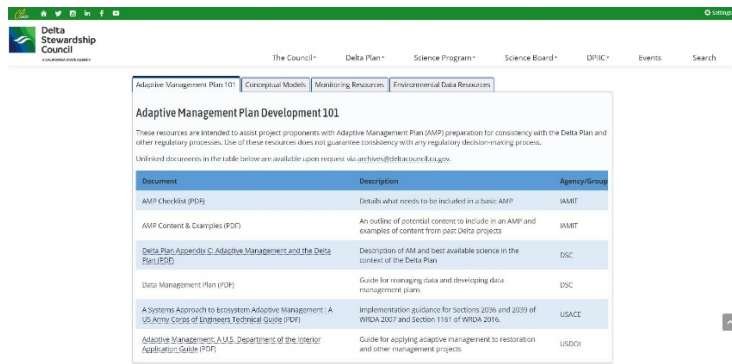 Settings
Delta
Stewardship
Council
A CALIFORNIA STATE AGENCY
The Council Delta Plan Science Program Science Board DPIIC Events Search
Adaptive Management Plan 101 Conceptual Models Monitoring Resources Environmental Data Resources
Adaptive Management Plan Development 101
These resources are intended to assist project proponents with Adaptive Management Plan (AMP) preparation for consistency with the Delta Plan and
other regulatory processes. Use of these resources does not guarantee consistency with any regulatory decision-making process.
Unlinked documents in the table below are available upon request via archives@deltacouncil.ca.gov.
Document Description Agency/Group
AMP Checklist (PDF) Details what needs to be included in a basic AMP IAMIT
AMP Content & Examples (PDF) An outline of potential content to include in an AMP and
examples of content from past Delta projects IAMIT
Delta Plan Appendix C: Adaptive Management and the Delta
Plan (PDF) Description of AM and best available science in the
context of the Delta Plan DSC
Data Management Plan (PDF) Guide for managing data and developing data
management plans DSC
A Systems Approach to Ecosystem Adaptive Management : A
US Army Corps of Engineers Technical Guide (PDF) Implementation guidance for Sections 2036 and 2039 of
WRDA 2007 and Section 1161 of WRDA 2016. USACE
Adaptive Management: A U.S. Department of the Interior
Application Guide (PDF) Guide for applying adaptive management to restoration
and other management projects USDOI